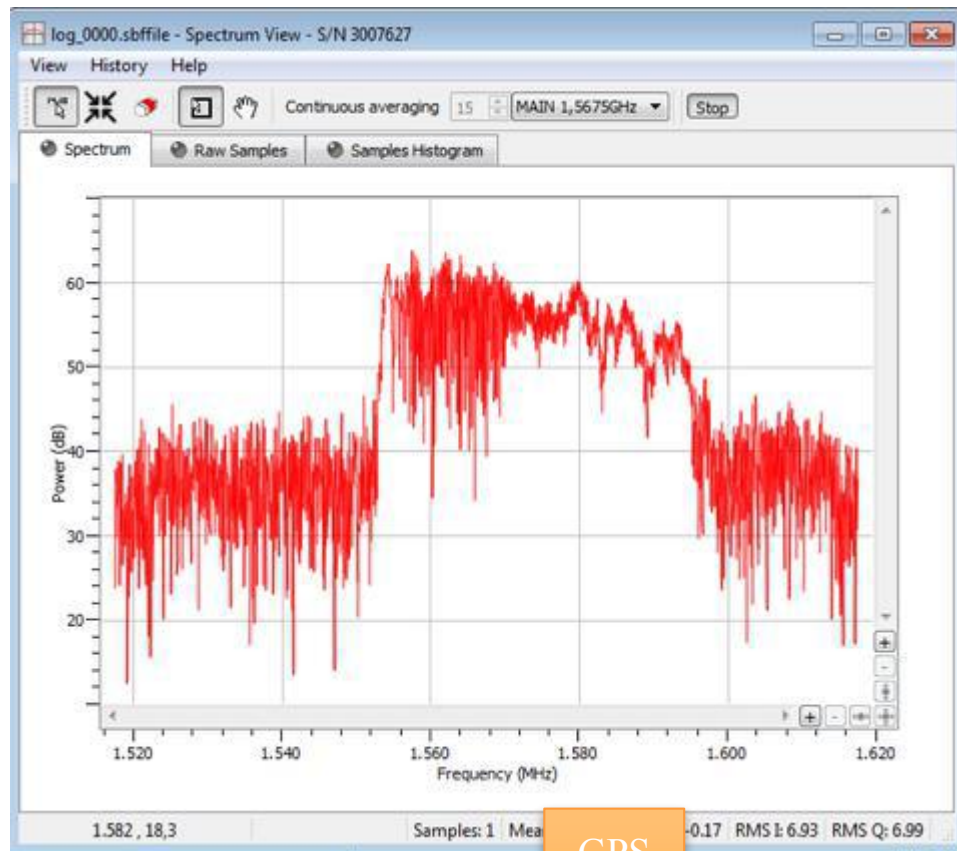 log_0000.sbffile - Spectrum View - S/N 3007627
View History Help
Continuous averaging 15 MAIN 1,5675GHz Stop
Spectrum Raw Samples Samples Histogram
60
50
40
30
20
Power (dB)
1.520 1.540 1.560 1.580 1.600 1.620
Frequency (MHz)
1.582 , 18,3 Samples: 1 -0.17 RMS I: 6.93 RMS Q: 6.99
GPS